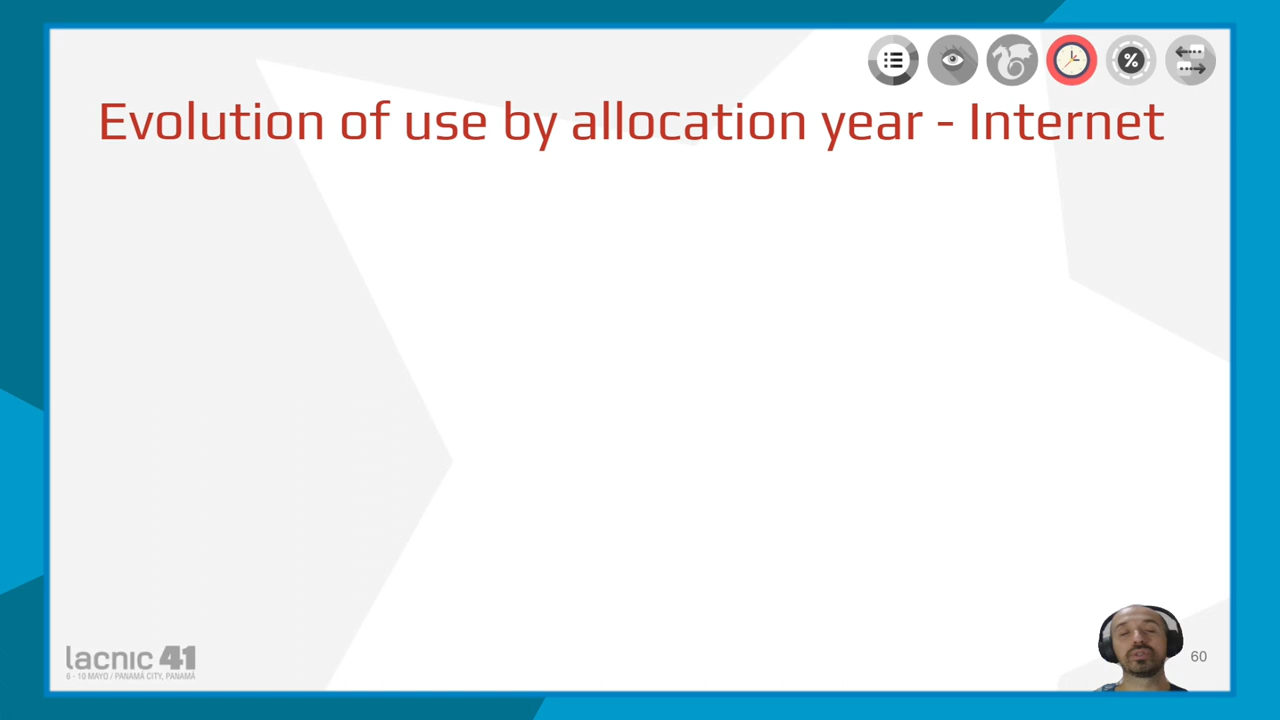 %
Evolution of use by allocation year - Internet
lacnic 41
6 - 10 MAYO / PANAMÁ CITY, PANAMÁ
60